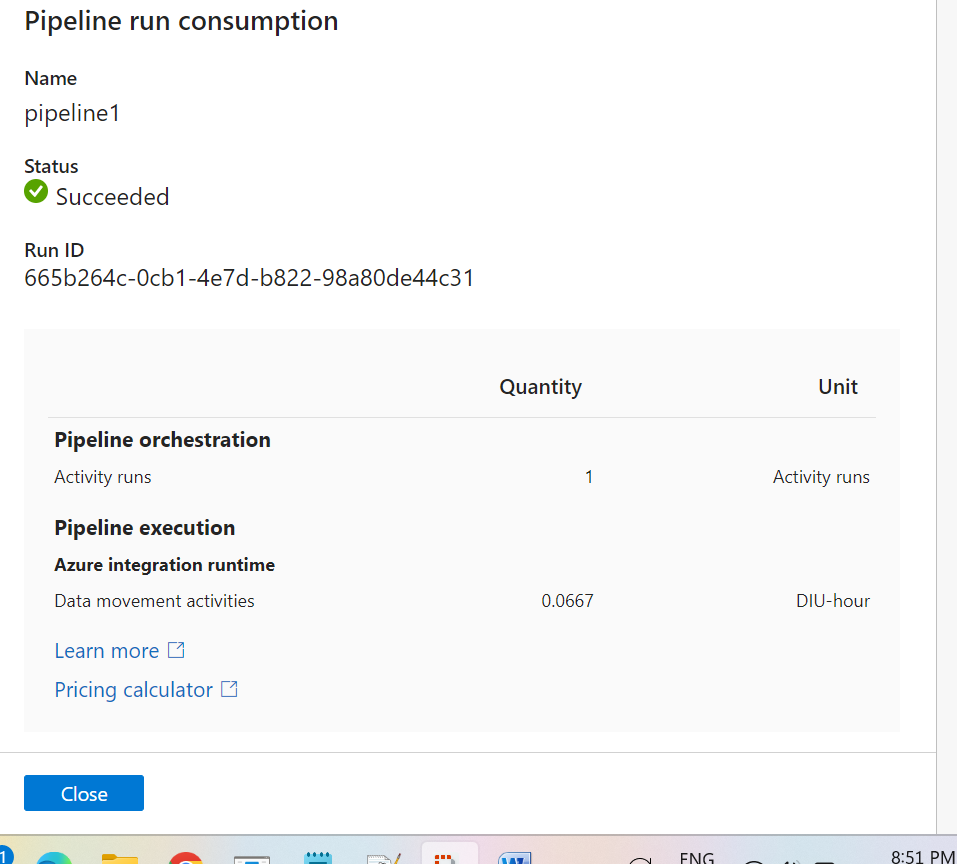 Pipeline run consumption
Name
pipeline1
Status
Succeeded
Run ID
665b264c-0cb1-4e7d-b822-98a80de44c31
Quantity Unit
Pipeline orchestration
Activity runs 1 Activity runs
Pipeline execution
Azure integration runtime
Data movement activities 0.0667 DIU-hour
Learn more
Pricing calculator
Close
1
W
ENG
8:51 PM